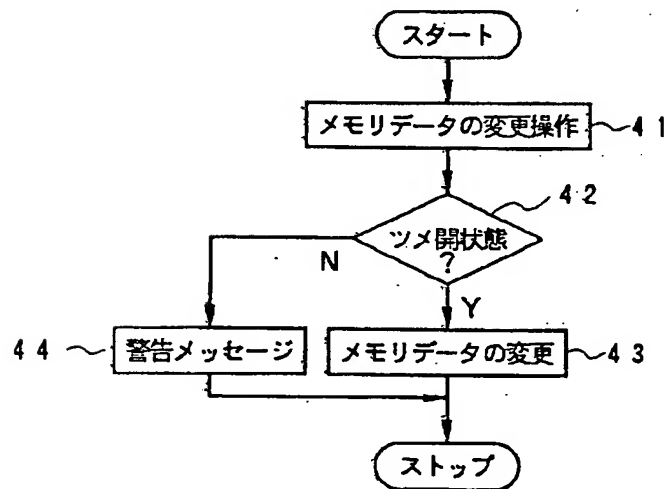 スタート
メモリデータの変更操作
41
42
ツメ開状態
?
N
Y
44
警告メッセージ
メモリデータの変更
43
ストップ